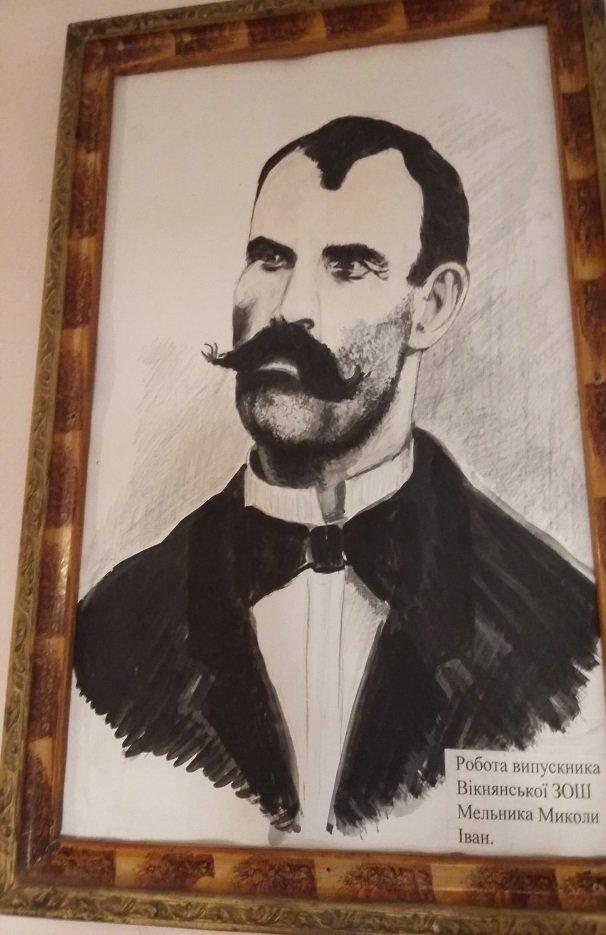 Робота випускника
Вікнянської ЗОШ
Мельника Миколи
Іван.